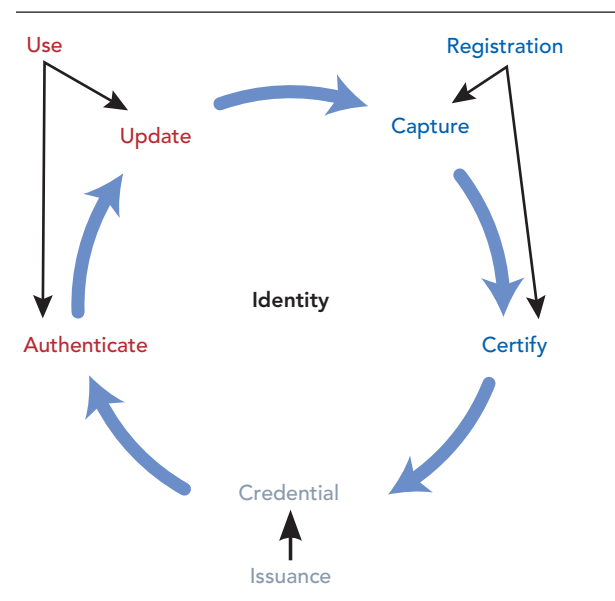 Use
Registration
Update
Capture
Identity
Authenticate
Certify
Credential
Issuance